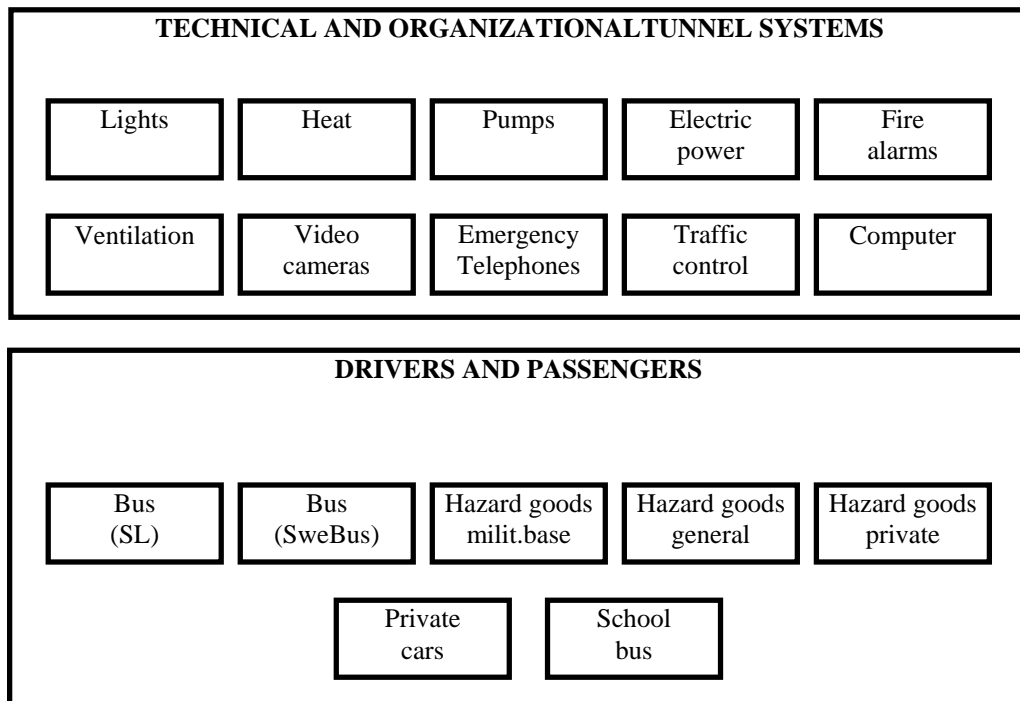 TECHNICAL AND ORGANIZATIONALTUNNEL SYSTEMS
Lights
Heat
Pumps
Electric
power
Fire
alarms
Ventilation
Video
cameras
Emergency
Telephones
Traffic
control
Computer
DRIVERS AND PASSENGERS
Bus
(SL)
Bus
(SweBus)
Hazard goods
milit.base
Hazard goods
general
Hazard goods
private
Private
cars
School
bus